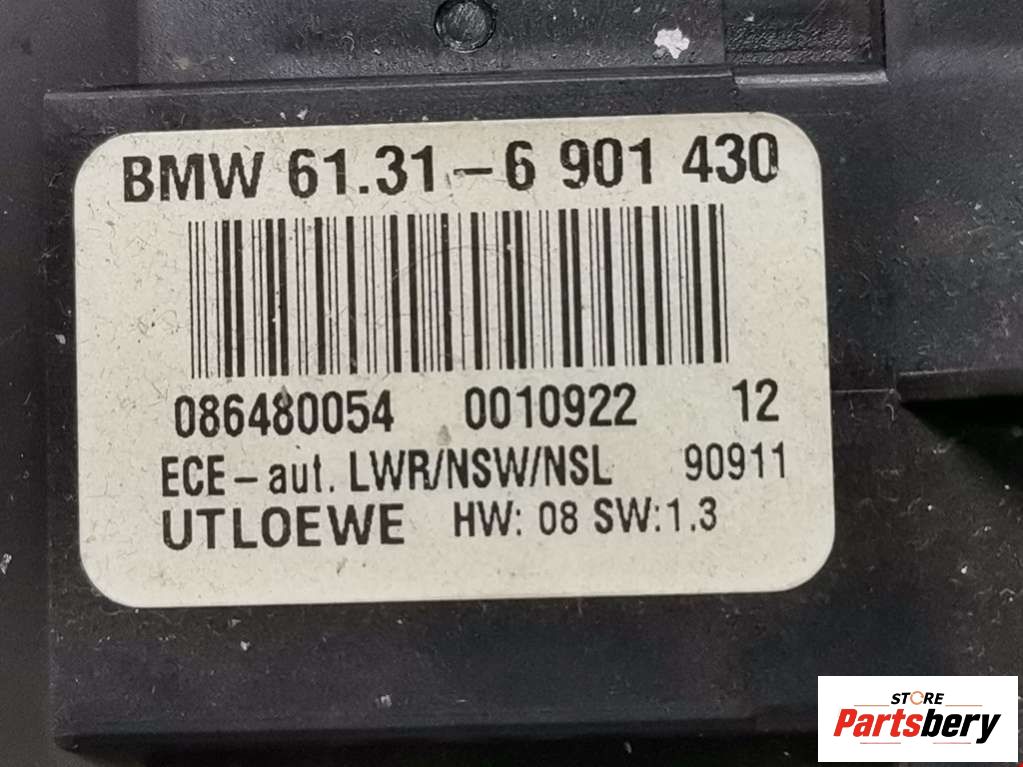 BMW 61.31-6 901 430
086480054 0010922 12
ECE-aut. LWR/NSW/NSL 90911
UTLOEWE HW: 08 SW:1.3
STORE
Partsbery